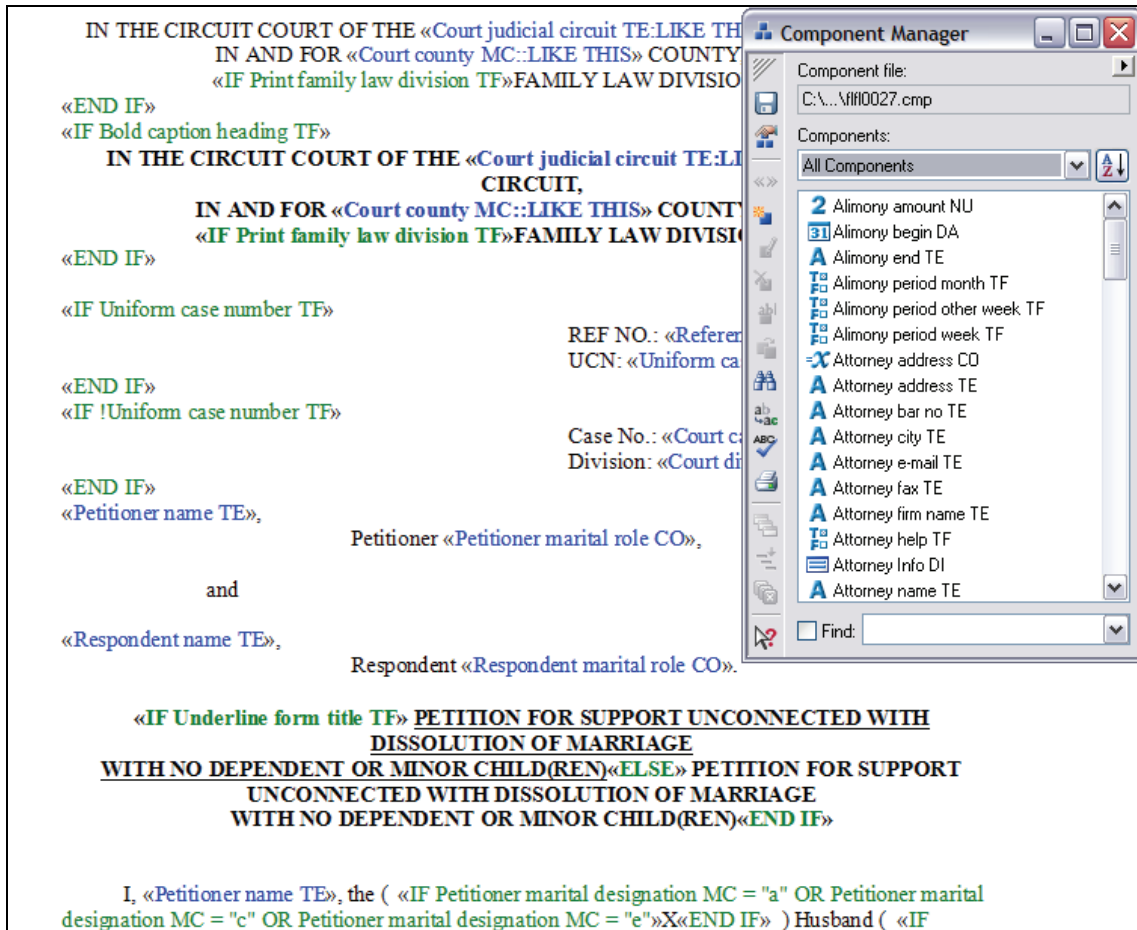 IN THE CIRCUIT COURT OF THE «Court judicial circuit TE:LIKE TH
IN AND FOR «Court county MC::LIKE THIS» COUNTY
«IF Print family law division TF»FAMILY LAW DIVISIO
«END IF»
«IF Bold caption heading TF»
IN THE CIRCUIT COURT OF THE «Court judicial circuit TE:LI
CIRCUIT,
IN AND FOR «Court county MC::LIKE THIS» COUNT
«IF Print family law division TF»FAMILY LAW DIVISI
«END IF»
«IF Uniform case number TF»
REF NO.: «Referen
UCN: «Uniform ca
«END IF»
«IF !Uniform case number TF»
Case No.: «Court ca
Division: «Court di
«END IF»
«Petitioner name TE»,
Petitioner «Petitioner marital role CO»,
and
«Respondent name TE»,
Respondent «Respondent marital role CO».
«IF Underline form title TF» PETITION FOR SUPPORT UNCONNECTED WITH
DISSOLUTION OF MARRIAGE
WITH NO DEPENDENT OR MINOR CHILD(REN)«ELSE» PETITION FOR SUPPORT
UNCONNECTED WITH DISSOLUTION OF MARRIAGE
WITH NO DEPENDENT OR MINOR CHILD(REN)«END IF»
I, «Petitioner name TE», the ( «IF Petitioner marital designation MC = "a" OR Petitioner marital
designation MC = "c" OR Petitioner marital designation MC = "e"»X«END IF» ) Husband ( «IF
Component Manager
Component file:
C:\...\flfl0027.cmp
Components:
All Components
Alimony amount NU
Alimony begin DA
Alimony end TE
Alimony period month TF
Alimony period other week TF
Alimony period week TF
Attorney address CO
Attorney address TE
Attorney bar no TE
Attorney city TE
Attorney e-mail TE
Attorney fax TE
Attorney firm name TE
Attorney help TF
Attorney Info DI
Attorney name TE
Find: